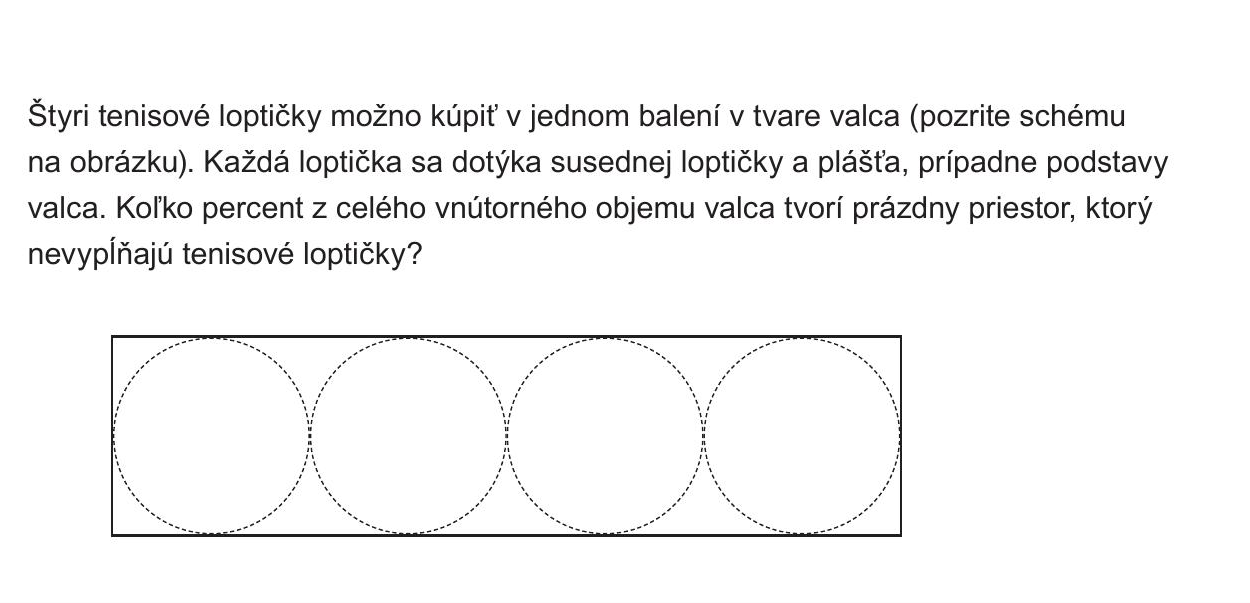 Štyri tenisové loptičky možno kúpiť v jednom balení v tvare valca (pozrite schému
na obrázku). Každá loptička sa dotýka susednej loptičky a plášťa, prípadne podstavy
valca. Koľko percent z celého vnútorného objemu valca tvorí prázdny priestor, ktorý
nevypĺňajú tenisové loptičky?